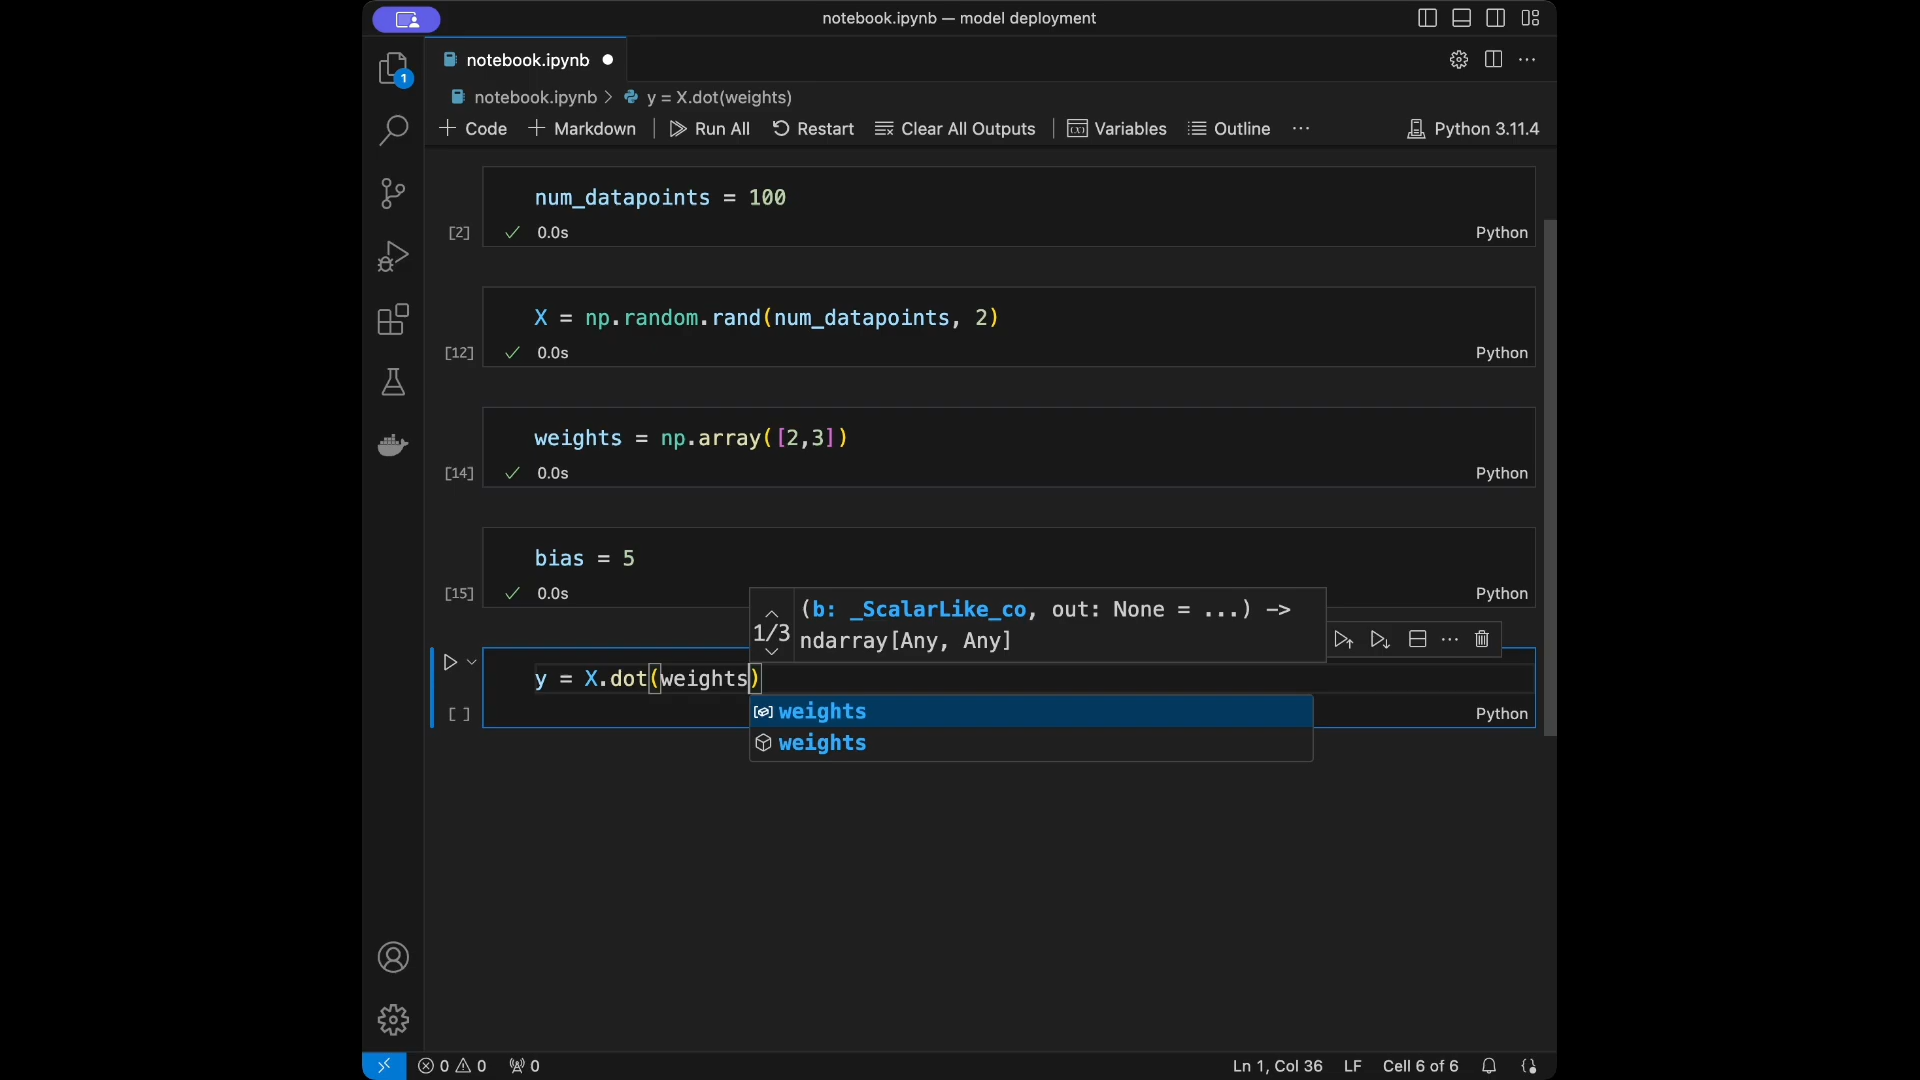 notebook.ipynb — model deployment
1
notebook.ipynb
notebook.ipynb > y = X.dot(weights)
Code Markdown Run All Restart Clear All Outputs Variables Outline ... Python 3.11.4
num_datapoints = 100
[2] 0.0s Python
X = np.random.rand(num_datapoints, 2)
[12] 0.0s Python
weights = np.array([2,3])
[14] 0.0s Python
bias = 5
[15] 0.0s Python
(b: _ScalarLike_co, out: None = ...) ->
1/3
ndarray[Any, Any]
y = X.dot(weights)
[ ] Python
weights
weights
0 0 0 Ln 1, Col 36 LF Cell 6 of 6